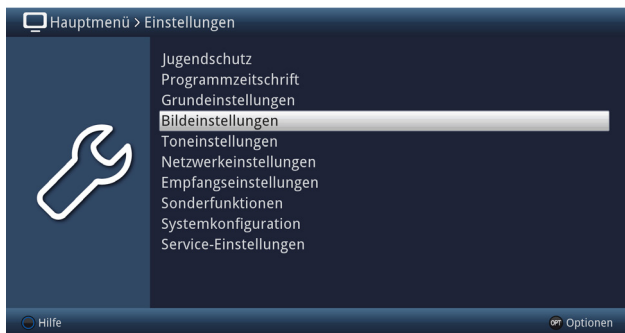 Hauptmenü > Einstellungen
Jugendschutz
Programmzeitschrift
Grundeinstellungen
Bildeinstellungen
Toneinstellungen
Netzwerkeinstellungen
Empfangseinstellungen
Sonderfunktionen
Systemkonfiguration
Service-Einstellungen
Hilfe OPT Optionen